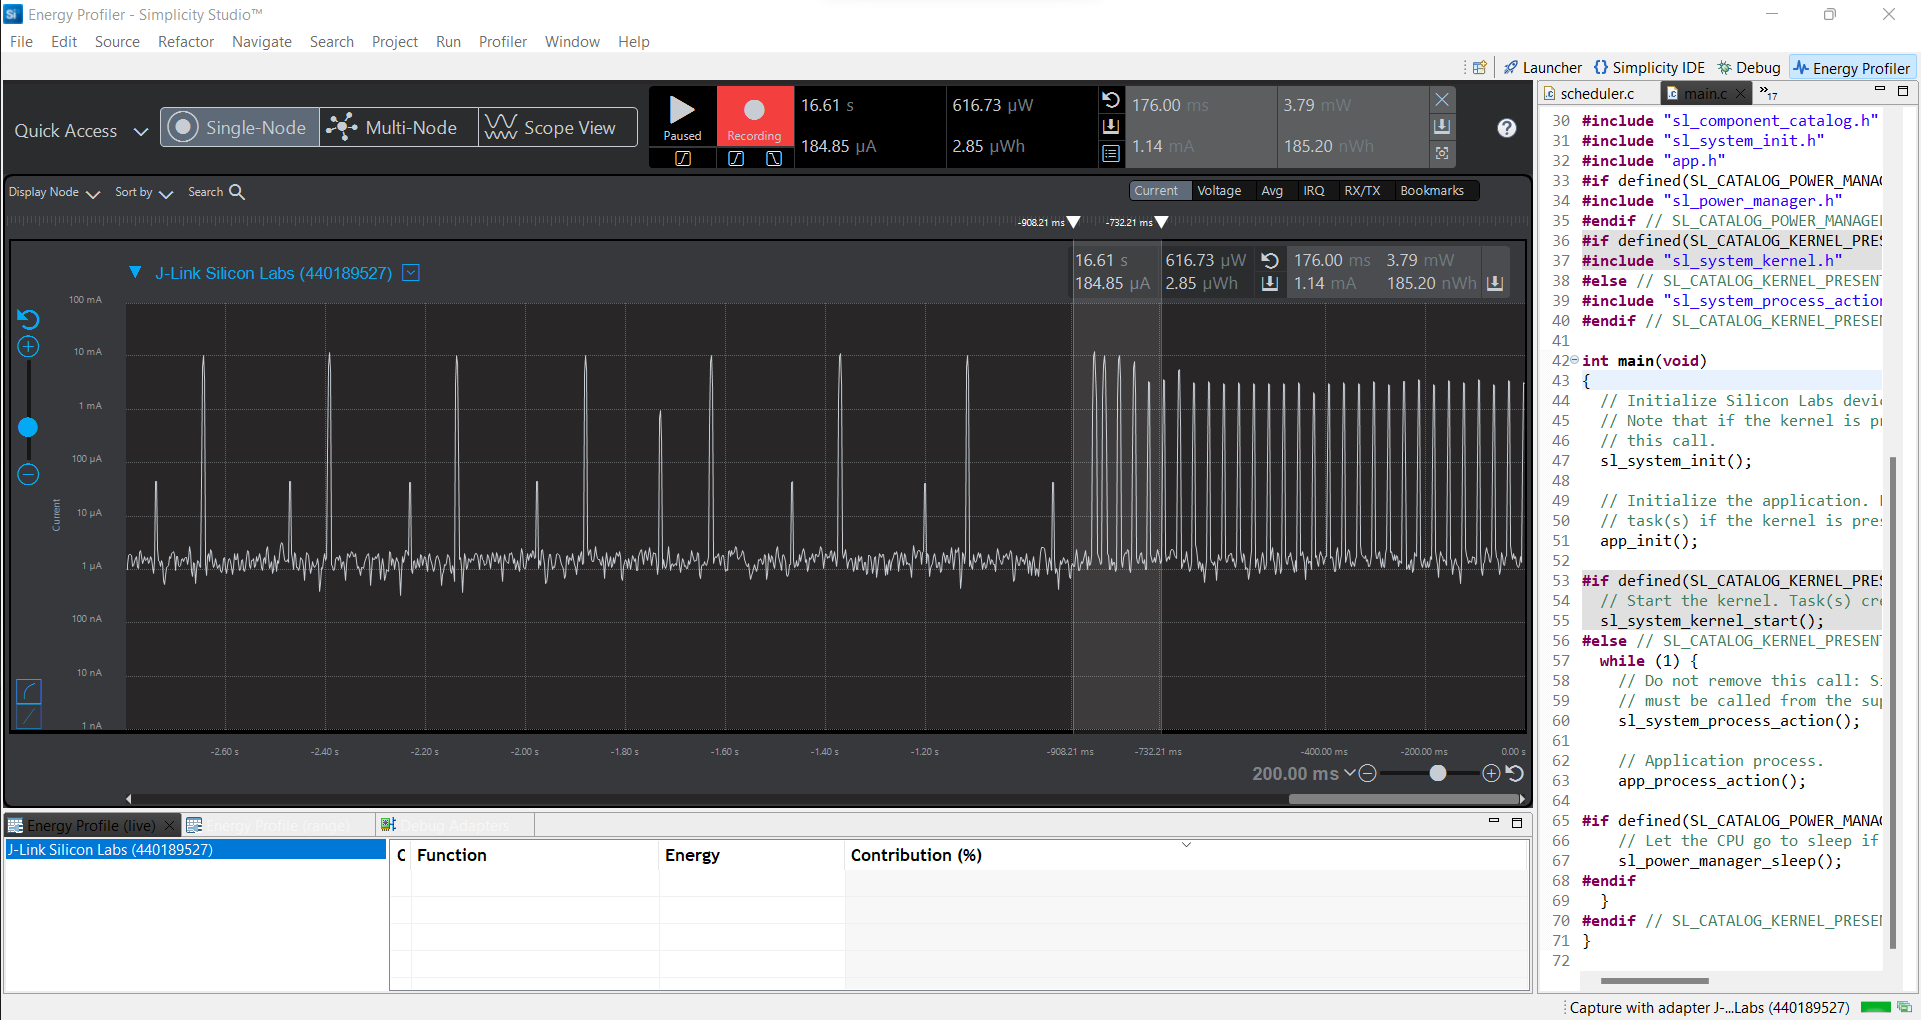 Energy Profiler - Simplicity Studio™
File Edit Source Refactor Navigate Search Project Run Profiler Window Help
Launcher {} Simplicity IDE Debug Energy Profiler
Quick Access Single-Node Multi-Node Scope View
Paused Recording
16.61 s 616.73 µW 176.00 ms 3.79 mW
184.85 µA 2.85 µWh 1.14 mA 185.20 nWh
Display Node Sort by Search
Current Voltage Avg IRQ RX/TX Bookmarks
-908.21 ms -732.21 ms
J-Link Silicon Labs (440189527)
16.61 s 616.73 µW 176.00 ms 3.79 mW
184.85 µA 2.85 µWh 1.14 mA 185.20 nWh
100 mA
10 mA
1 mA
100 µA
10 µA
1 µA
100 nA
10 nA
1 nA
Current
-2.60 s -2.40 s -2.20 s -2.00 s -1.80 s -1.60 s -1.40 s -1.20 s -908.21 ms -732.21 ms -400.00 ms -200.00 ms 0.00 s
200.00 ms
Energy Profile (live) Energy Profile (range) Debug Adapters
J-Link Silicon Labs (440189527)
C Function Energy Contribution (%)
scheduler.c main.c »17
30 #include "sl_component_catalog.h"
31 #include "sl_system_init.h"
32 #include "app.h"
33 #if defined(SL_CATALOG_POWER_MANA
34 #include "sl_power_manager.h"
35 #endif // SL_CATALOG_POWER_MANAGE
36 #if defined(SL_CATALOG_KERNEL_PRES
37 #include "sl_system_kernel.h"
38 #else // SL_CATALOG_KERNEL_PRESENT
39 #include "sl_system_process_action
40 #endif // SL_CATALOG_KERNEL_PRESE
41
42 int main(void)
43 {
44 // Initialize Silicon Labs devi
45 // Note that if the kernel is p
46 // this call.
47 sl_system_init();
48
49 // Initialize the application.
50 // task(s) if the kernel is pre
51 app_init();
52
53 #if defined(SL_CATALOG_KERNEL_PRES
54 // Start the kernel. Task(s) cr
55 sl_system_kernel_start();
56 #else // SL_CATALOG_KERNEL_PRESENT
57 while (1) {
58 // Do not remove this call: S
59 // must be called from the su
60 sl_system_process_action();
61
62 // Application process.
63 app_process_action();
64
65 #if defined(SL_CATALOG_POWER_MANA
66 // Let the CPU go to sleep if
67 sl_power_manager_sleep();
68 #endif
69 }
70 #endif // SL_CATALOG_KERNEL_PRESE
71 }
72
Capture with adapter J-...Labs (440189527)